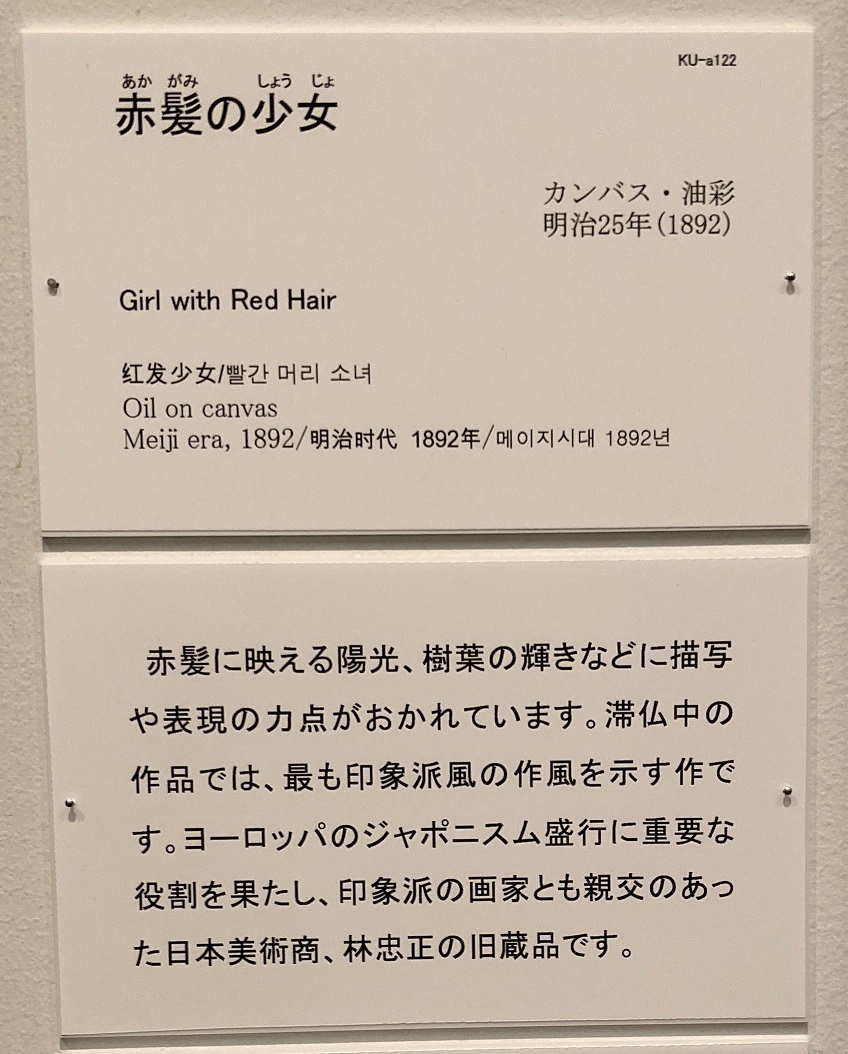 KU-a122
あか がみ しょう じょ
赤髪の少女
カンバス・油彩
明治25年(1892)
Girl with Red Hair
红发少女/빨간 머리 소녀
Oil on canvas
Meiji era, 1892/明治时代 1892年/메이지시대 1892년
赤髪に映える陽光、樹葉の輝きなどに描写
や表現の力点がおかれています。滞仏中の
作品では、最も印象派風の作風を示す作で
す。ヨーロッパのジャポニスム盛行に重要な
役割を果たし、印象派の画家とも親交のあっ
た日本美術商、林忠正の旧蔵品です。